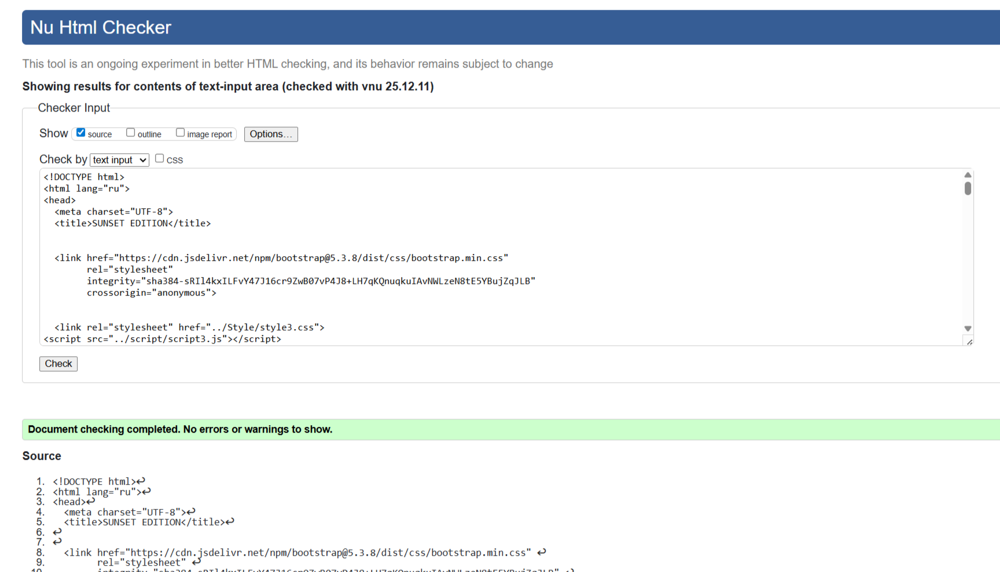 Nu Html Checker
This tool is an ongoing experiment in better HTML checking, and its behavior remains subject to change
Showing results for contents of text-input area (checked with vnu 25.12.11)
Checker Input
Show source outline image report Options...
Check by text input CSS
<!DOCTYPE html>
<html lang="ru">
<head>
  <meta charset="UTF-8">
  <title>SUNSET EDITION</title>
  <link href="https://cdn.jsdelivr.net/npm/bootstrap@5.3.8/dist/css/bootstrap.min.css"
        rel="stylesheet"
        integrity="sha384-sRIl4kxILFvY47J16cr9ZwB07vP4J8+LH7qKQnuqkuIAvNWLzeN8tE5YBujZqJLB"
        crossorigin="anonymous">
  <link rel="stylesheet" href="../Style/style3.css">
<script src="../script/script3.js"></script>
Check
Document checking completed. No errors or warnings to show.
Source
1. <!DOCTYPE html>↩
2. <html lang="ru">↩
3. <head>↩
4.   <meta charset="UTF-8">↩
5.   <title>SUNSET EDITION</title>↩
6. ↩
7. ↩
8.   <link href="https://cdn.jsdelivr.net/npm/bootstrap@5.3.8/dist/css/bootstrap.min.css" ↩
9.         rel="stylesheet" ↩